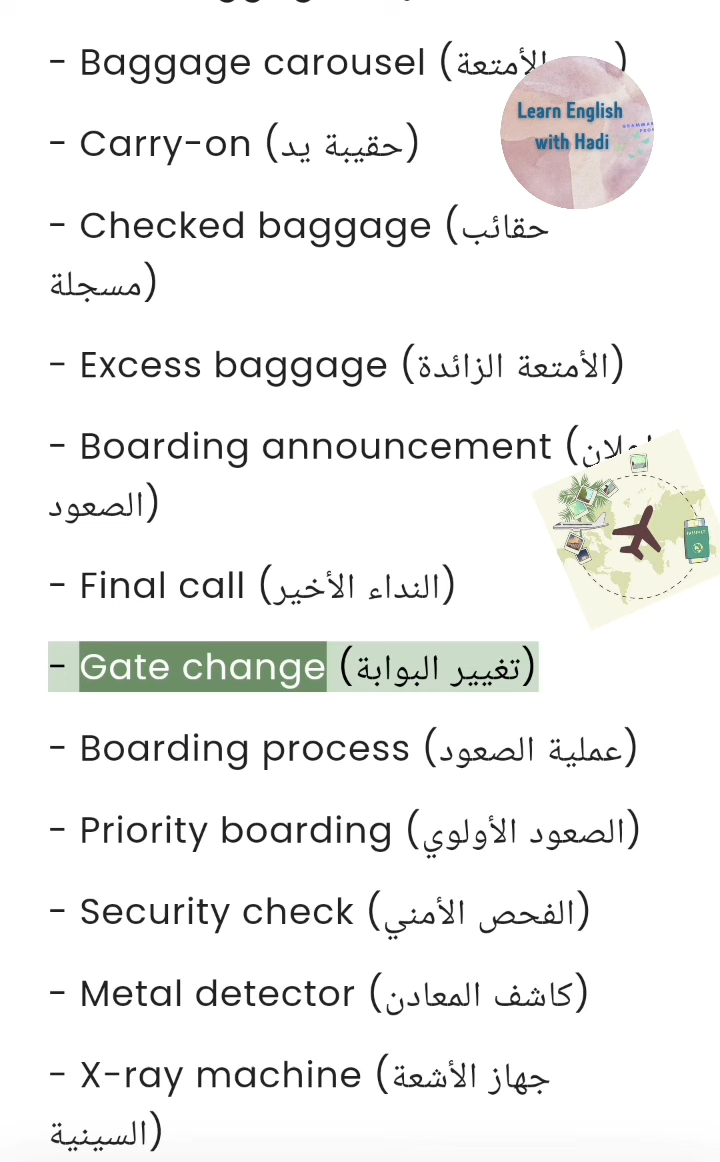 - Baggage carousel (الأمتعة)
Learn English
with Hadi
- Carry-on (حقيبة يد)
- Checked baggage (حقائب
مسجلة)
- Excess baggage (الأمتعة الزائدة)
- Boarding announcement (إعلان
الصعود)
- Final call (النداء الأخير)
- Gate change (تغيير البوابة)
- Boarding process (عملية الصعود)
- Priority boarding (الصعود الأولوي)
- Security check (الفحص الأمني)
- Metal detector (كاشف المعادن)
- X-ray machine (جهاز الأشعة
السينية)